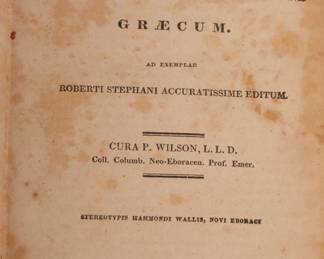 GRÆCUM.
AD EXEMPLAR
ROBERTI STEPHANI ACCURATISSIME EDITUM.
CURA P. WILSON, L. L. D.
Coll. Columb. Neo-Eboracen. Prof. Emer.
STEREOTYPIS HAMMONDI WALLIS, NOVI EBORACI